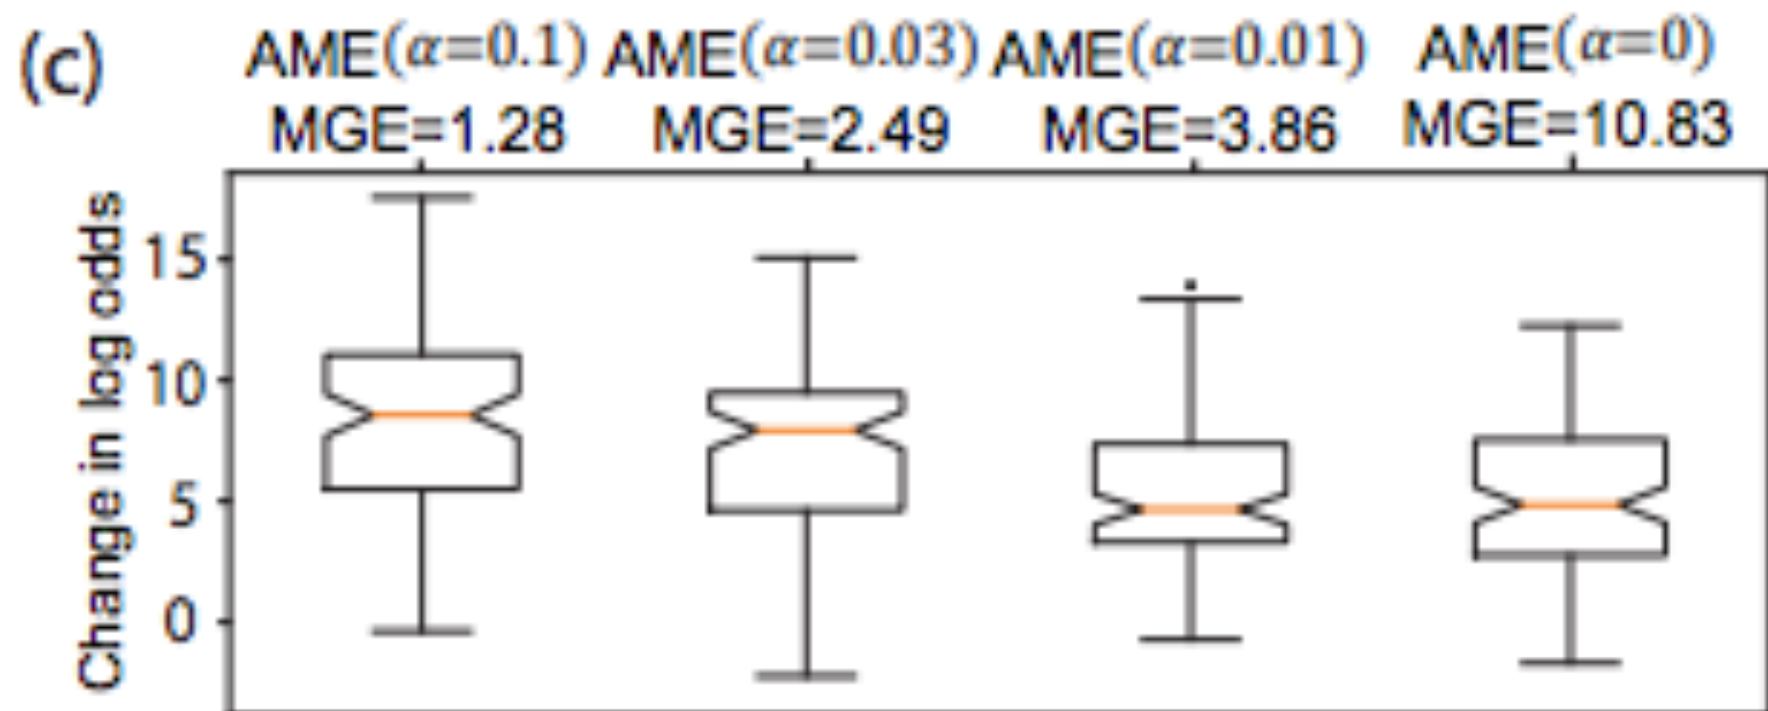 (c) AME(α=0.1) AME(α=0.03) AME(α=0.01) AME(α=0)
MGE=1.28 MGE=2.49 MGE=3.86 MGE=10.83
Change in log odds
15
10
5
0